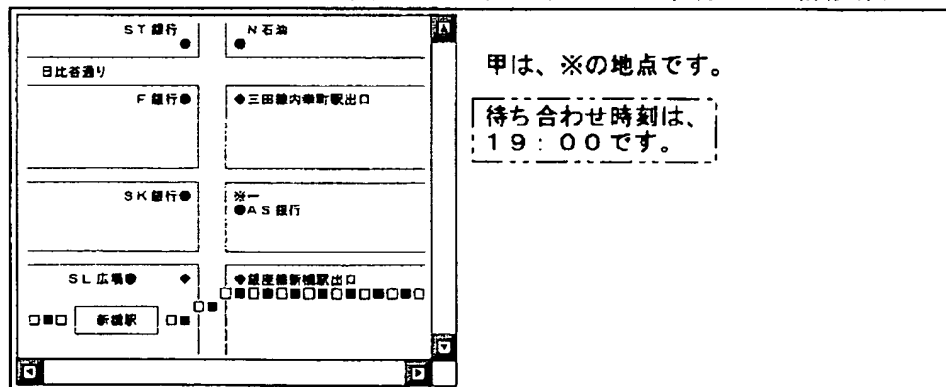 ST銀行
●
N石油
●
日比谷通り
F銀行●
◆三田線内幸町駅出口
SK銀行●
※ー
●AS銀行
SL広場●
◆
◆銀座線新橋駅出口
新橋駅
甲は、※の地点です。
待ち合わせ時刻は、
19:00です。